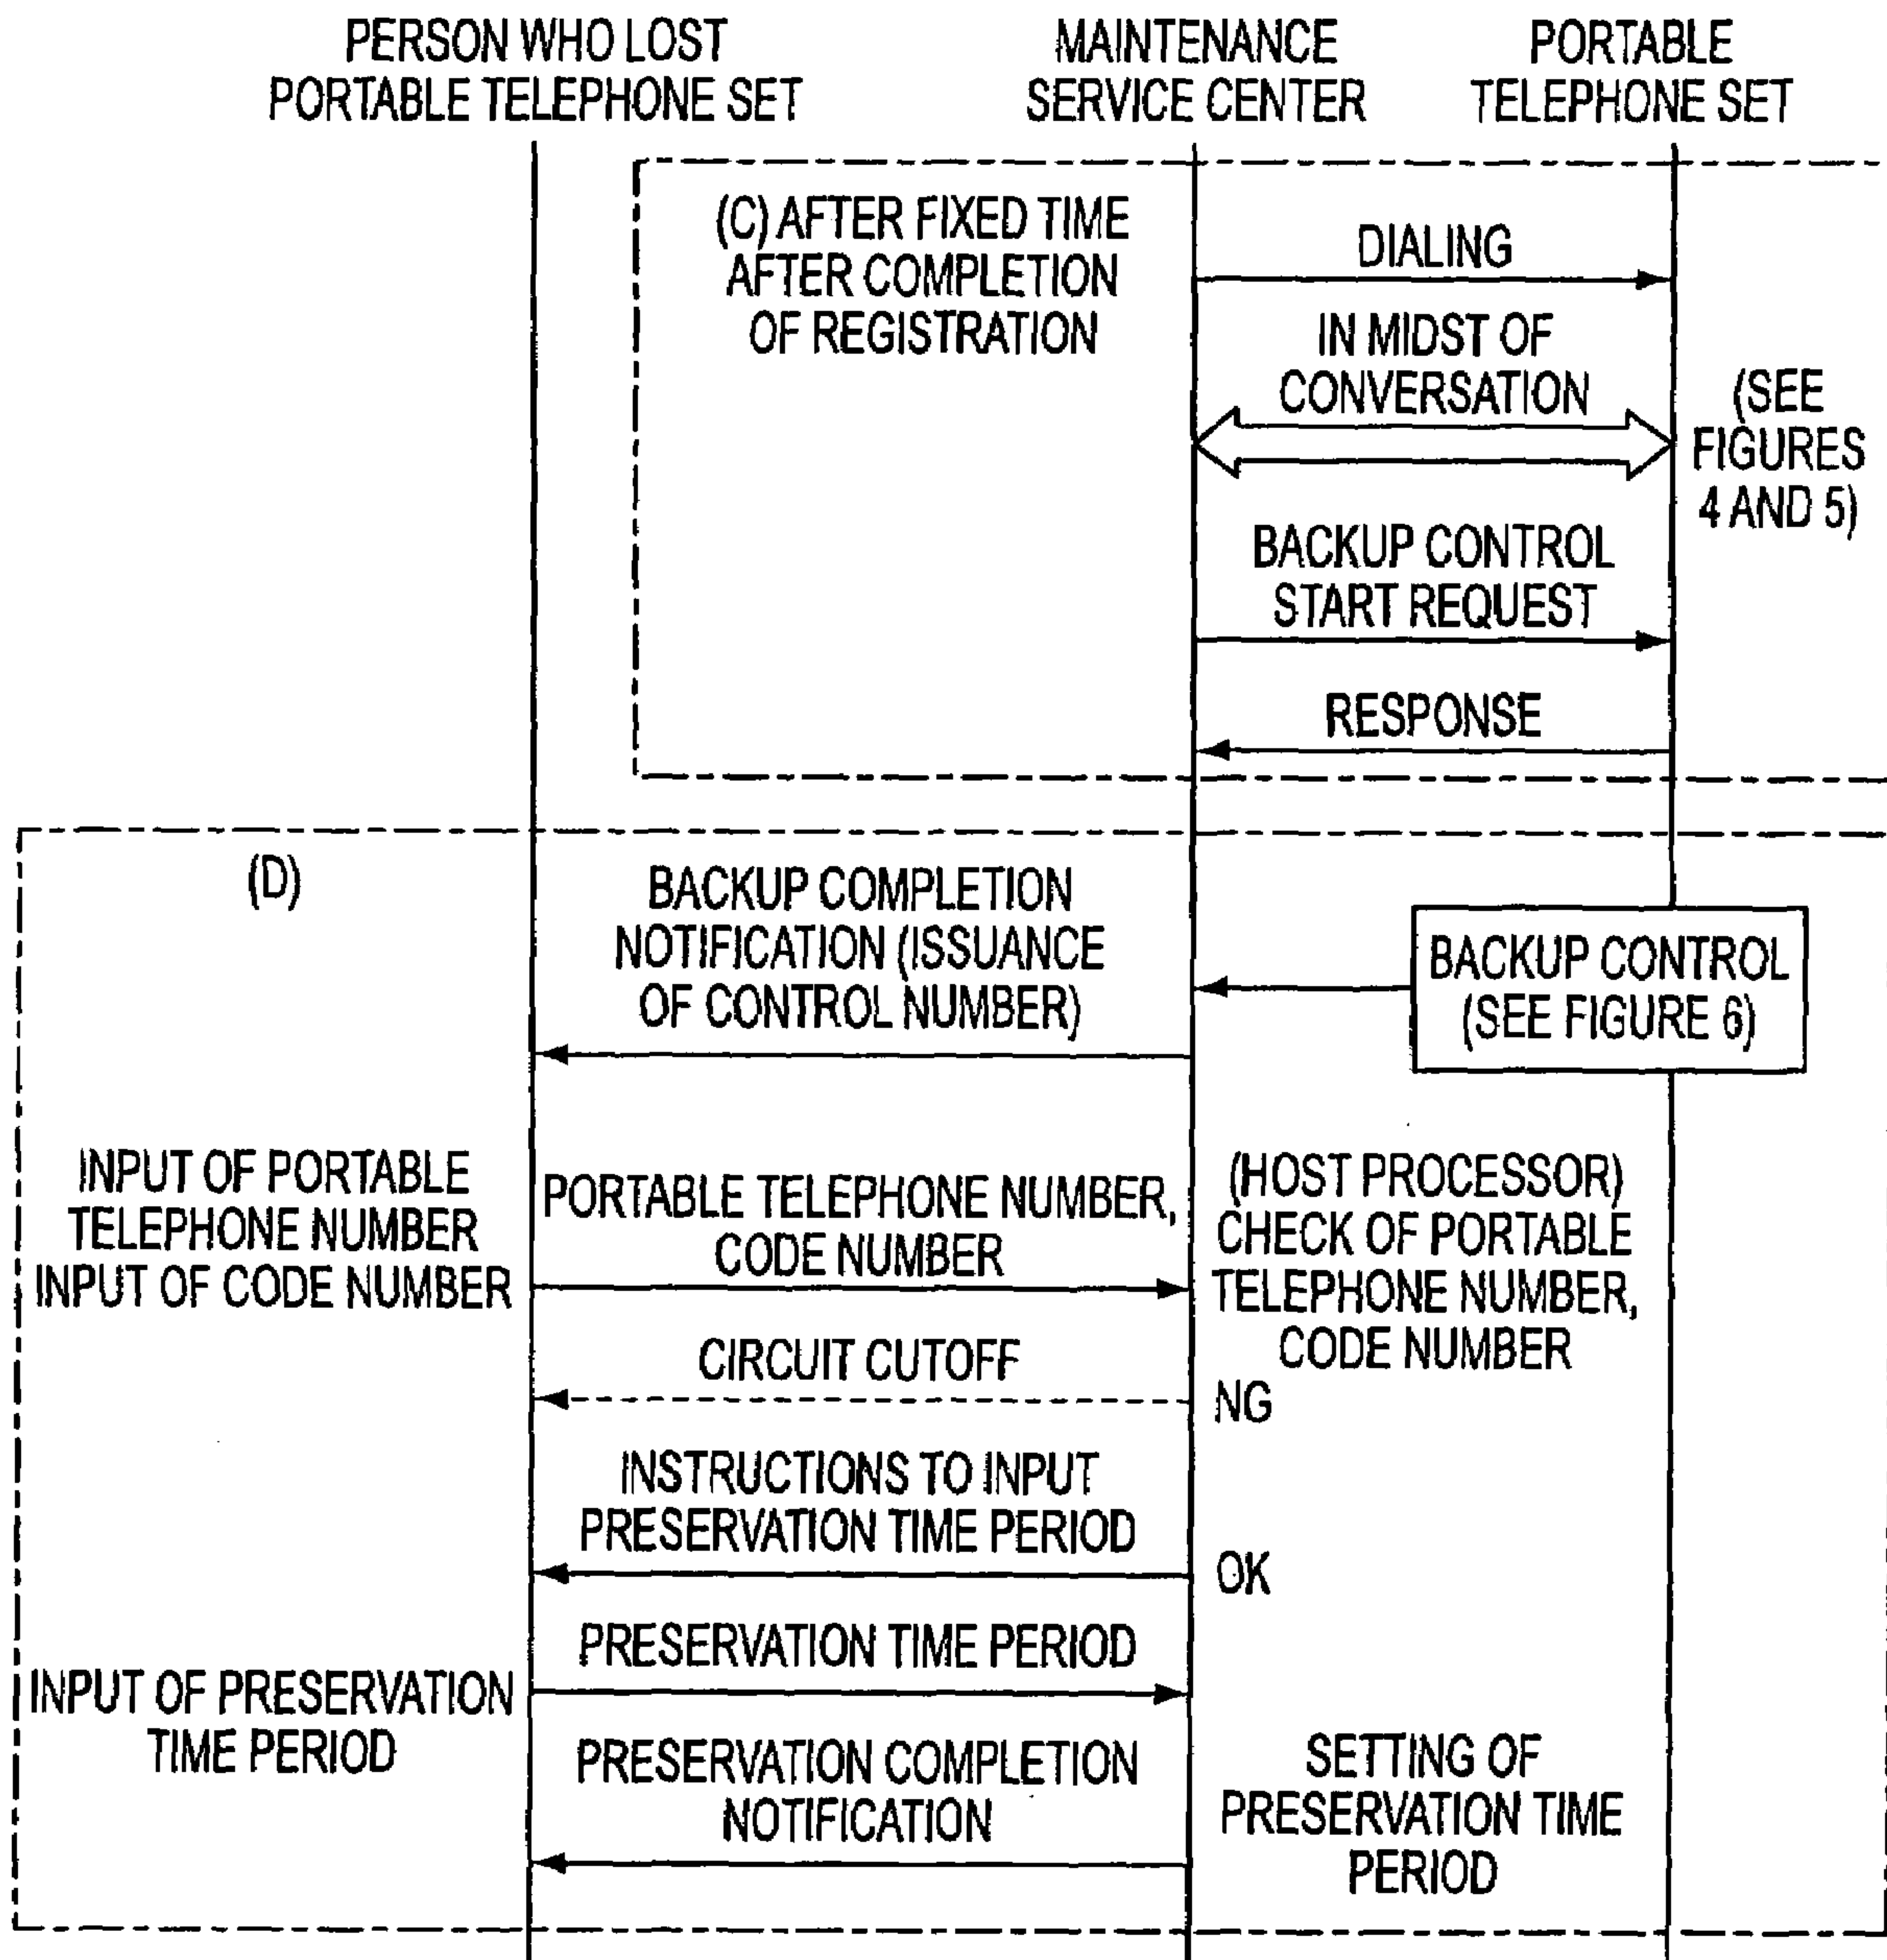 PERSON WHO LOST
PORTABLE TELEPHONE SET
MAINTENANCE
SERVICE CENTER
PORTABLE
TELEPHONE SET
(C) AFTER FIXED TIME
AFTER COMPLETION
OF REGISTRATION
DIALING
IN MIDST OF
CONVERSATION
(SEE
FIGURES
4 AND 5)
BACKUP CONTROL
START REQUEST
RESPONSE
(D)
BACKUP COMPLETION
NOTIFICATION (ISSUANCE
OF CONTROL NUMBER)
BACKUP CONTROL
(SEE FIGURE 6)
INPUT OF PORTABLE
TELEPHONE NUMBER
INPUT OF CODE NUMBER
PORTABLE TELEPHONE NUMBER,
CODE NUMBER
(HOST PROCESSOR)
CHECK OF PORTABLE
TELEPHONE NUMBER,
CODE NUMBER
CIRCUIT CUTOFF
NG
INSTRUCTIONS TO INPUT
PRESERVATION TIME PERIOD
OK
PRESERVATION TIME PERIOD
INPUT OF PRESERVATION
TIME PERIOD
PRESERVATION COMPLETION
NOTIFICATION
SETTING OF
PRESERVATION TIME
PERIOD